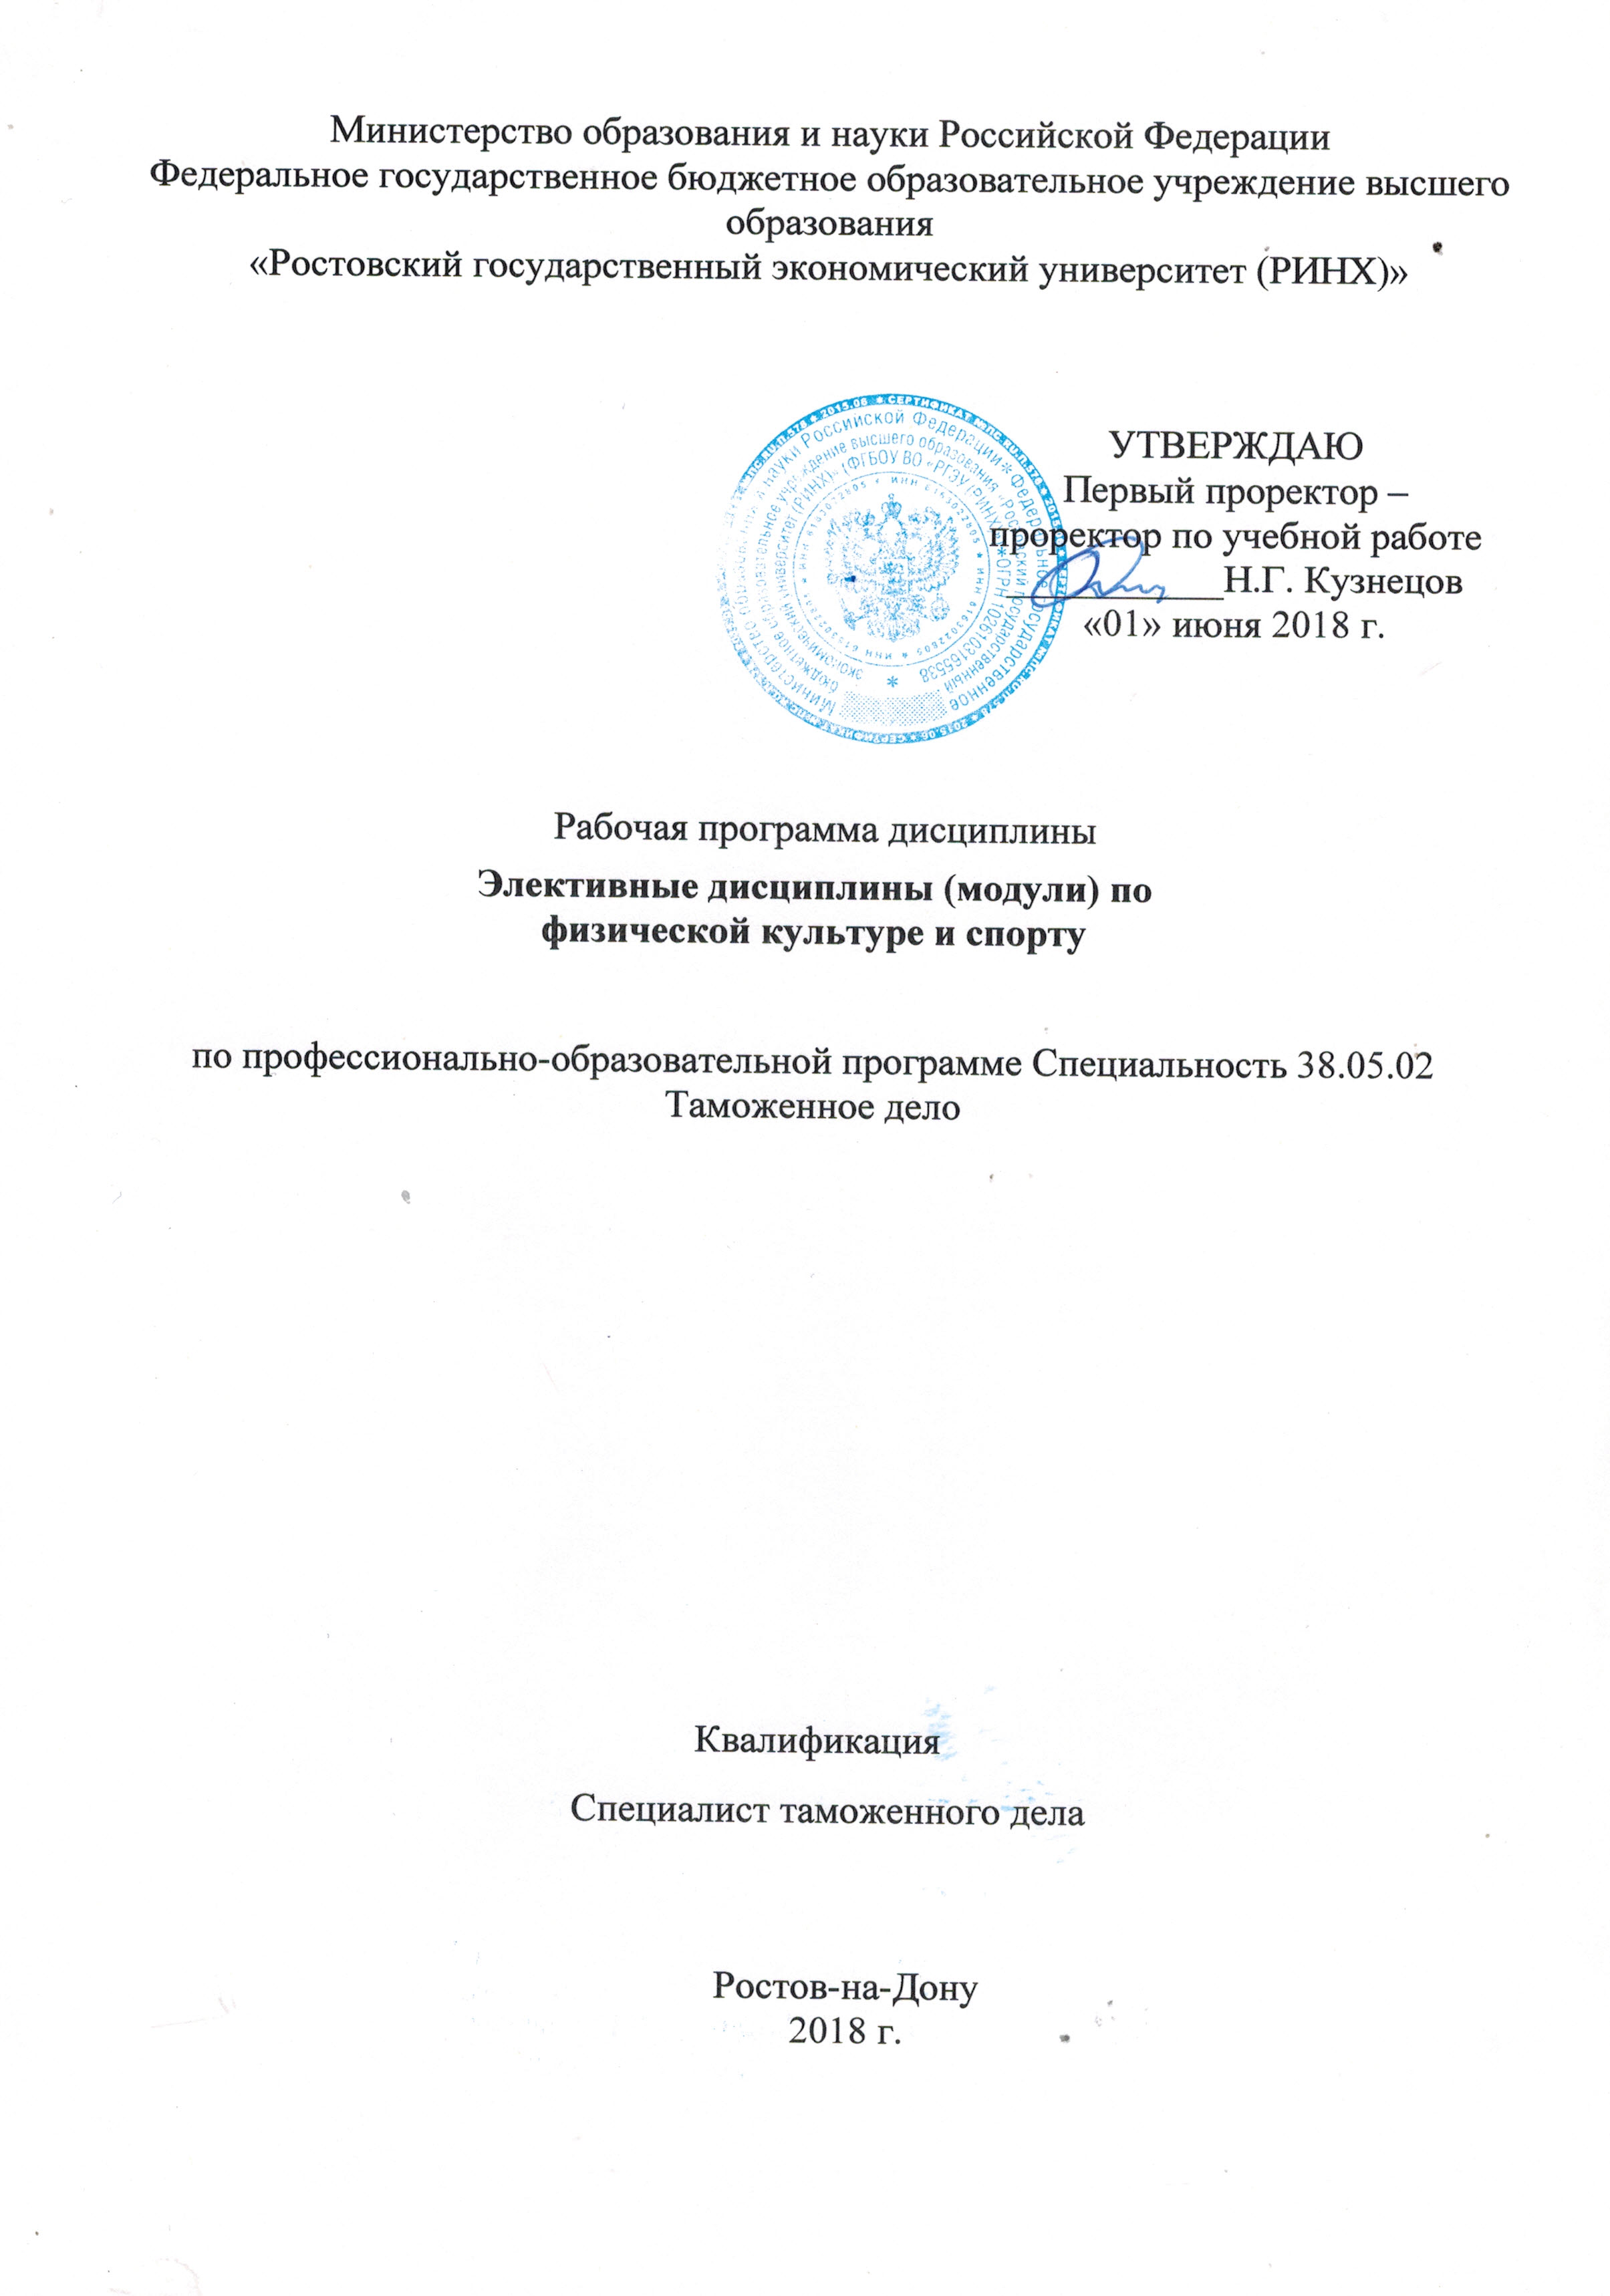 Министерство образования и науки Российской Федерации
Федеральное государственное бюджетное образовательное учреждение высшего
образования
«Ростовский государственный экономический университет (РИНХ)»
УТВЕРЖДАЮ
Первый проректор –
проректор по учебной работе
Н.Г. Кузнецов
«01» июня 2018 г.
Рабочая программа дисциплины
Элективные дисциплины (модули) по
физической культуре и спорту
по профессионально-образовательной программе Специальность 38.05.02
Таможенное дело
Квалификация
Специалист таможенного дела
Ростов-на-Дону
2018 г.